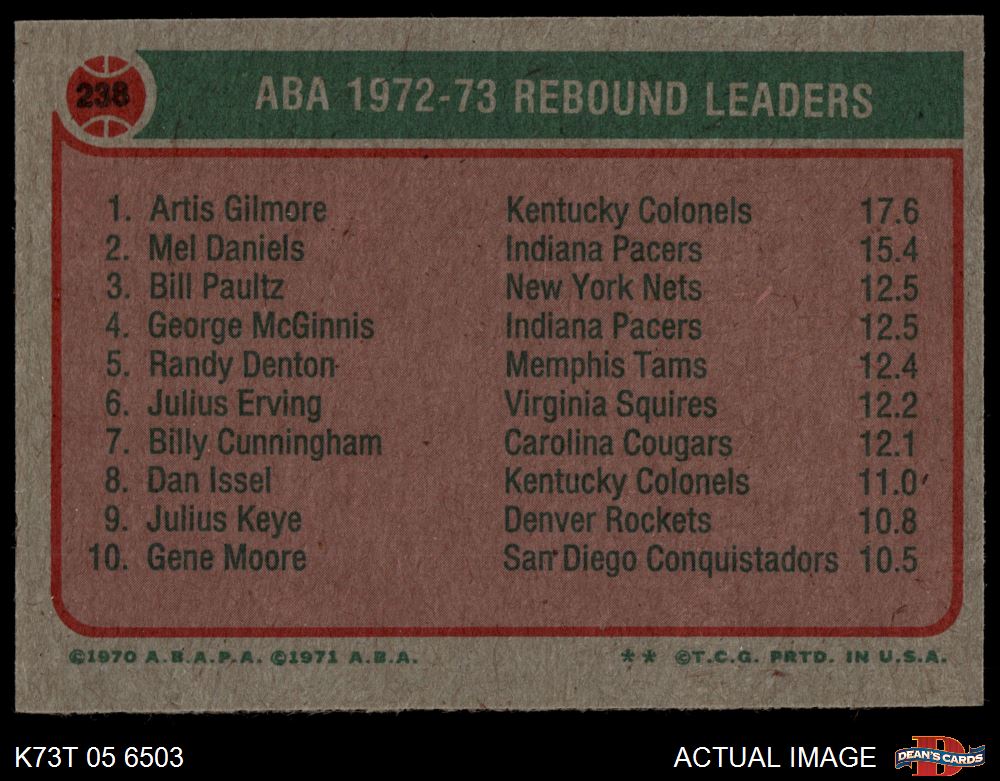 238
ABA 1972-73 REBOUND LEADERS
1. Artis Gilmore Kentucky Colonels 17.6
2. Mel Daniels Indiana Pacers 15.4
3. Bill Paultz New York Nets 12.5
4. George McGinnis Indiana Pacers 12.5
5. Randy Denton Memphis Tams 12.4
6. Julius Erving Virginia Squires 12.2
7. Billy Cunningham Carolina Cougars 12.1
8. Dan Issel Kentucky Colonels 11.0
9. Julius Keye Denver Rockets 10.8
10. Gene Moore San Diego Conquistadors 10.5
©1970 A.B.A.P.A. ©1971 A.B.A. ** ©T.C.G. PRTD. IN U.S.A.
K73T 05 6503 ACTUAL IMAGE D DEAN'S CARDS